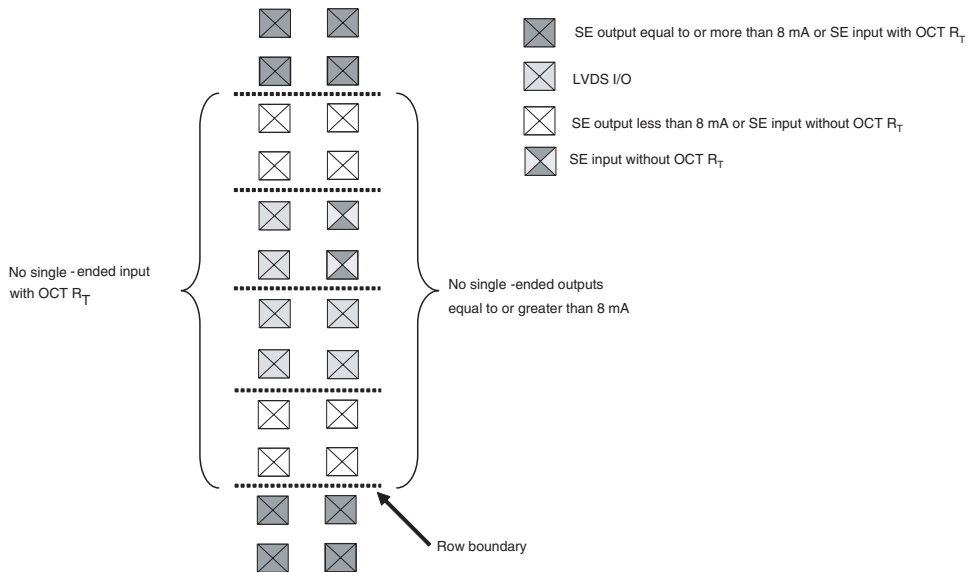 SE output equal to or more than 8 mA or SE input with OCT RT
LVDS I/O
SE output less than 8 mA or SE input without OCT RT
SE input without OCT RT
No single -ended input
with OCT RT
No single -ended outputs
equal to or greater than 8 mA
Row boundary